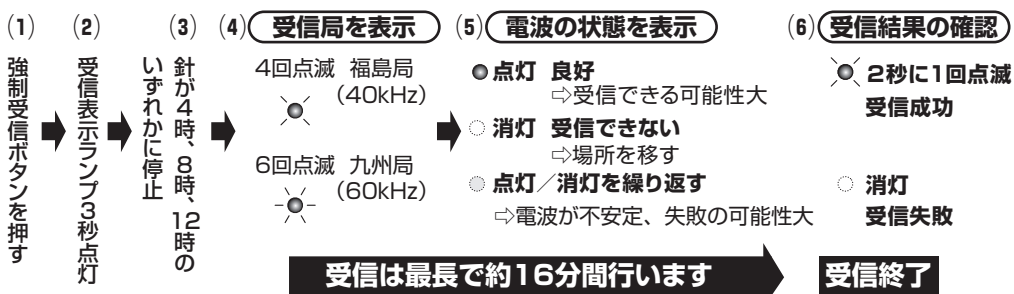 (1)
強制受信ボタンを押す
(2)
受信表示ランプ3秒点灯
(3)
針が4時、8時、12時の
いずれかに停止
(4) 受信局を表示
4回点滅 福島局
(40kHz)
6回点滅 九州局
(60kHz)
(5) 電波の状態を表示
点灯 良好
⇨受信できる可能性大
消灯 受信できない
⇨場所を移す
点灯/消灯を繰り返す
⇨電波が不安定、失敗の可能性大
(6) 受信結果の確認
2秒に1回点滅
受信成功
消灯
受信失敗
受信は最長で約16分間行います
受信終了